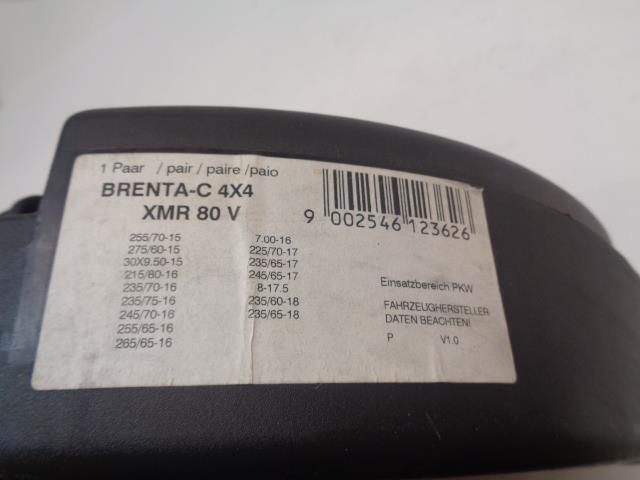 1 Paar / pair / paire /paio
BRENTA-C 4X4
XMR 80 V
9 002546 123626
255/70-15
275/60-15
30X9.50-15
215/80-16
235/70-16
235/75-16
245/70-16
255/65-16
265/65-16
7.00-16
225/70-17
235/65-17
245/65-17
8-17.5
235/60-18
235/65-18
Einsatzbereich PKW
FAHRZEUGHERSTELLER
DATEN BEACHTEN!
P V1.0